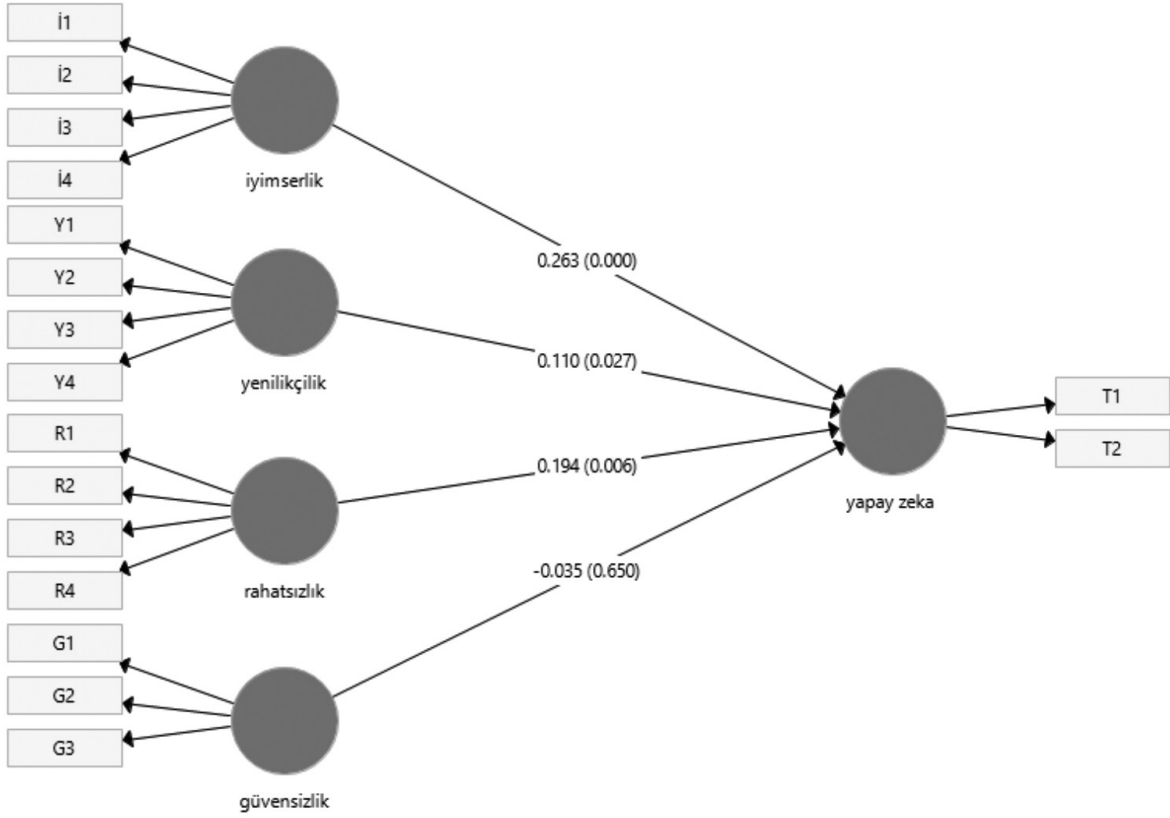 İ1
İ2
İ3
İ4
iyimserlik
Y1
Y2
Y3
Y4
yenilikçilik
R1
R2
R3
R4
rahatsızlık
G1
G2
G3
güvensizlik
0.263 (0.000)
0.110 (0.027)
0.194 (0.006)
-0.035 (0.650)
yapay zeka
T1
T2